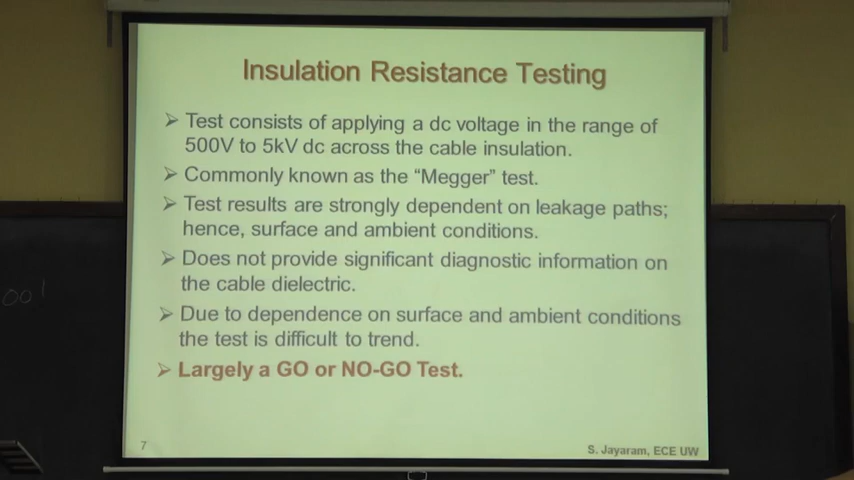 Insulation Resistance Testing
➢ Test consists of applying a dc voltage in the range of
500V to 5kV dc across the cable insulation.
➢ Commonly known as the “Megger” test.
➢ Test results are strongly dependent on leakage paths;
hence, surface and ambient conditions.
➢ Does not provide significant diagnostic information on
the cable dielectric.
➢ Due to dependence on surface and ambient conditions
the test is difficult to trend.
➢ Largely a GO or NO-GO Test.
7
S. Jayaram, ECE UW